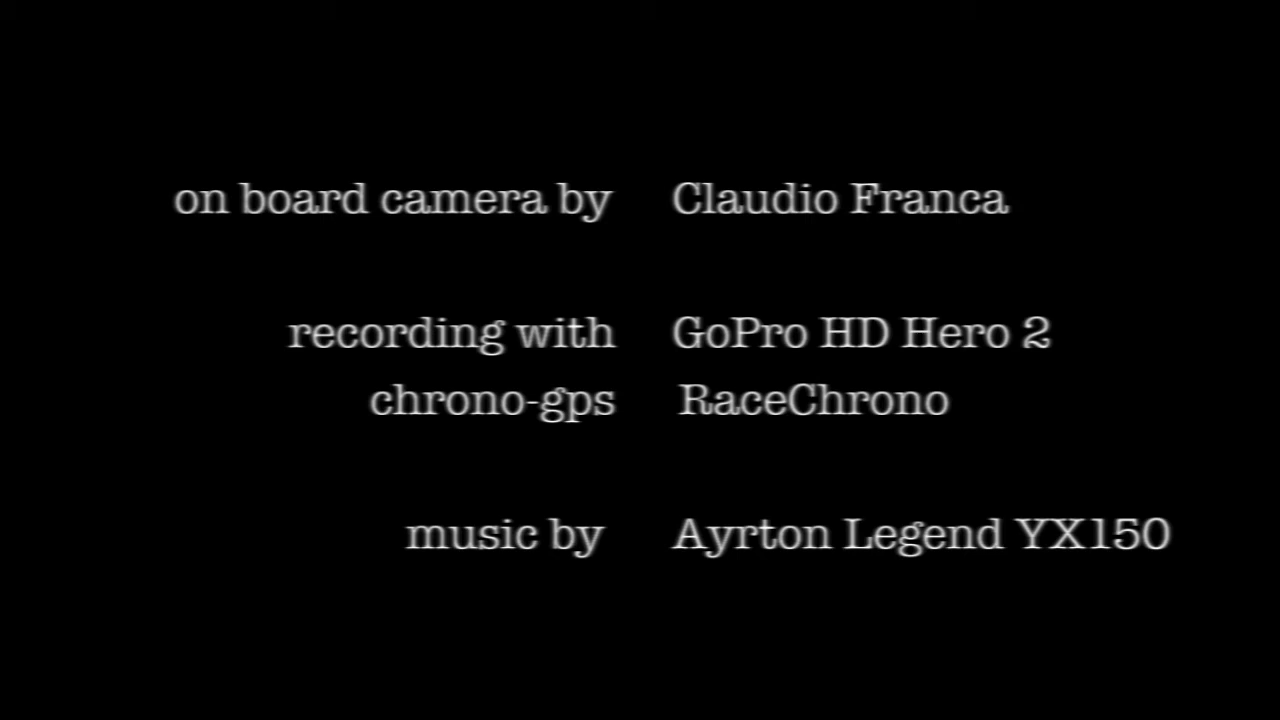 on board camera by Claudio Franca
recording with GoPro HD Hero 2
chrono-gps RaceChrono
music by Ayrton Legend YX150